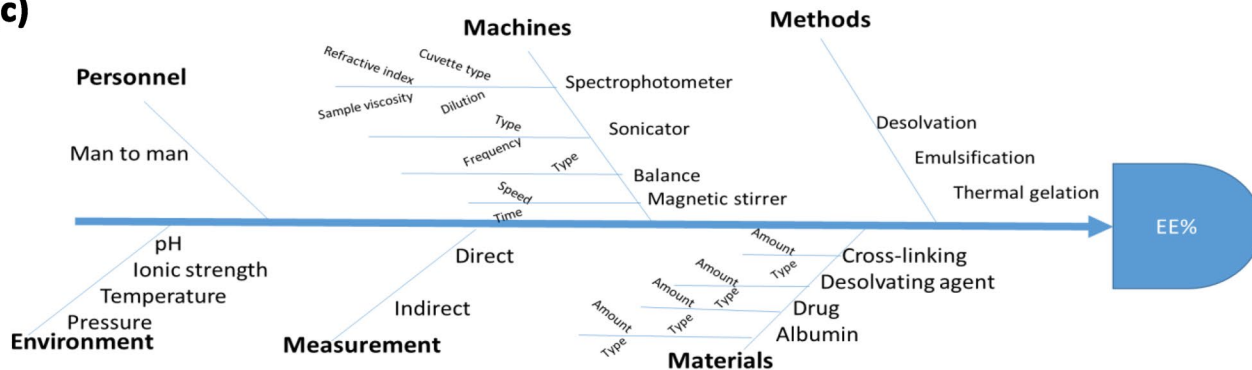 c)
Personnel
Man to man
Machines
Refractive index
Cuvette type
Sample viscosity
Dilution
Spectrophotometer
Type
Frequency
Sonicator
Type
Balance
Speed
Time
Magnetic stirrer
Methods
Desolvation
Emulsification
Thermal gelation
EE%
pH
Ionic strength
Temperature
Pressure
Environment
Direct
Indirect
Measurement
Amount
Type
Cross-linking
Amount
Type
Desolvating agent
Amount
Type
Drug
Amount
Type
Albumin
Materials